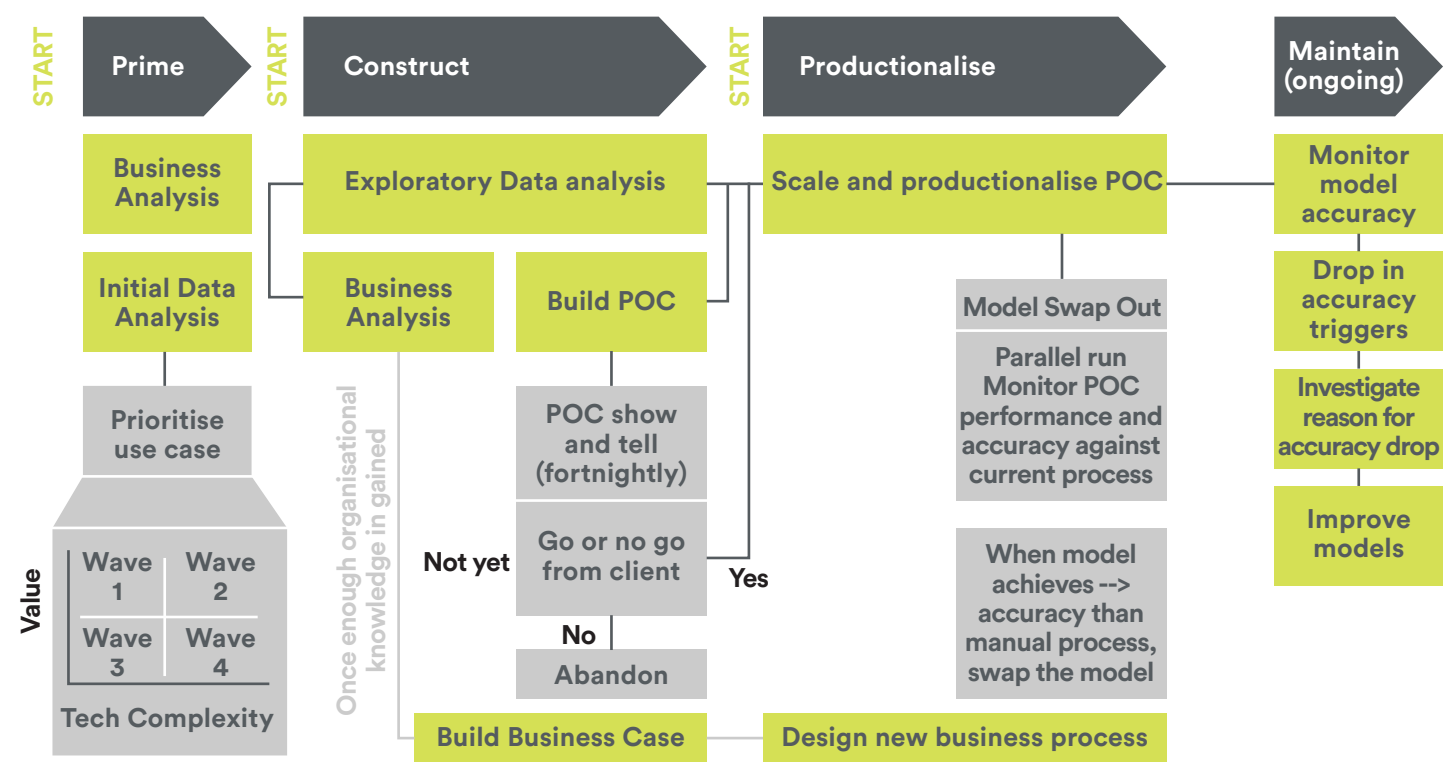 START
Prime
START
Construct
START
Productionalise
Maintain
(ongoing)
Business
Analysis
Exploratory Data analysis
Scale and productionalise POC
Monitor
model
accuracy
Initial Data
Analysis
Business
Analysis
Build POC
Model Swap Out
Drop in
accuracy
triggers
Prioritise
use case
Once enough organisational
knowledge in gained
POC show
and tell
(fortnightly)
Parallel run
Monitor POC
performance and
accuracy against
current process
Investigate
reason for
accuracy drop
Value
Wave
1
Wave
2
Wave
3
Wave
4
Tech Complexity
Not yet
Go or no go
from client
Yes
No
Abandon
When model
achieves -->
accuracy than
manual process,
swap the model
Improve
models
Build Business Case
Design new business process